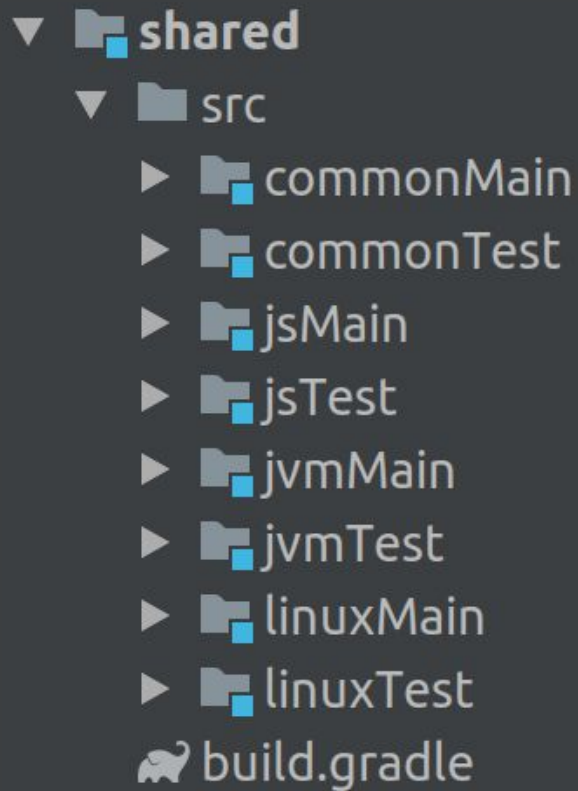 shared
src
commonMain
commonTest
jsMain
jsTest
jvmMain
jvmTest
linuxMain
linuxTest
build.gradle